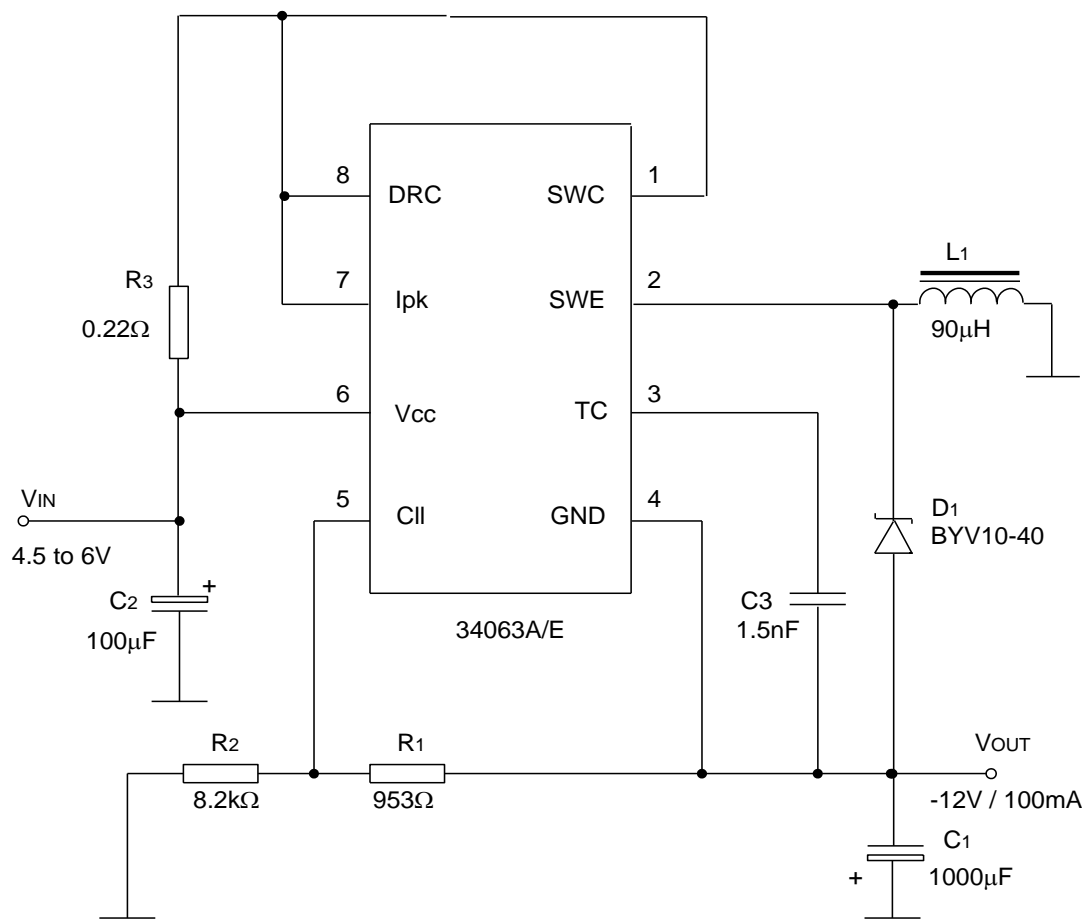 8
DRC
SWC
1
7
Ipk
SWE
2
L1
90μH
R3
0.22Ω
6
Vcc
TC
3
VIN
4.5 to 6V
5
CII
GND
4
D1
BYV10-40
C2
+
100μF
34063A/E
C3
1.5nF
R2
8.2kΩ
R1
953Ω
VOUT
-12V / 100mA
C1
+
1000μF